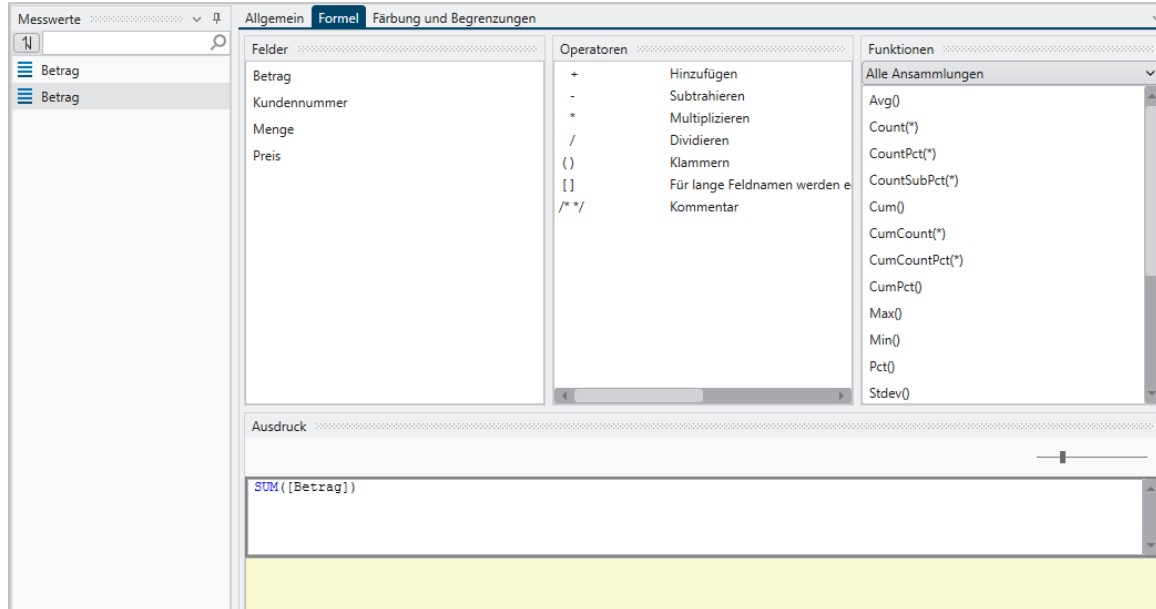 Messwerte
Betrag
Betrag
Allgemein Formel Färbung und Begrenzungen
Felder
Betrag
Kundennummer
Menge
Preis
Operatoren
+ Hinzufügen
- Subtrahieren
* Multiplizieren
/ Dividieren
( ) Klammern
[ ] Für lange Feldnamen werden e
/* */ Kommentar
Funktionen
Alle Ansammlungen
Avg()
Count(*)
CountPct(*)
CountSubPct(*)
Cum()
CumCount(*)
CumCountPct(*)
CumPct()
Max()
Min()
Pct()
Stdev()
Ausdruck
SUM([Betrag])